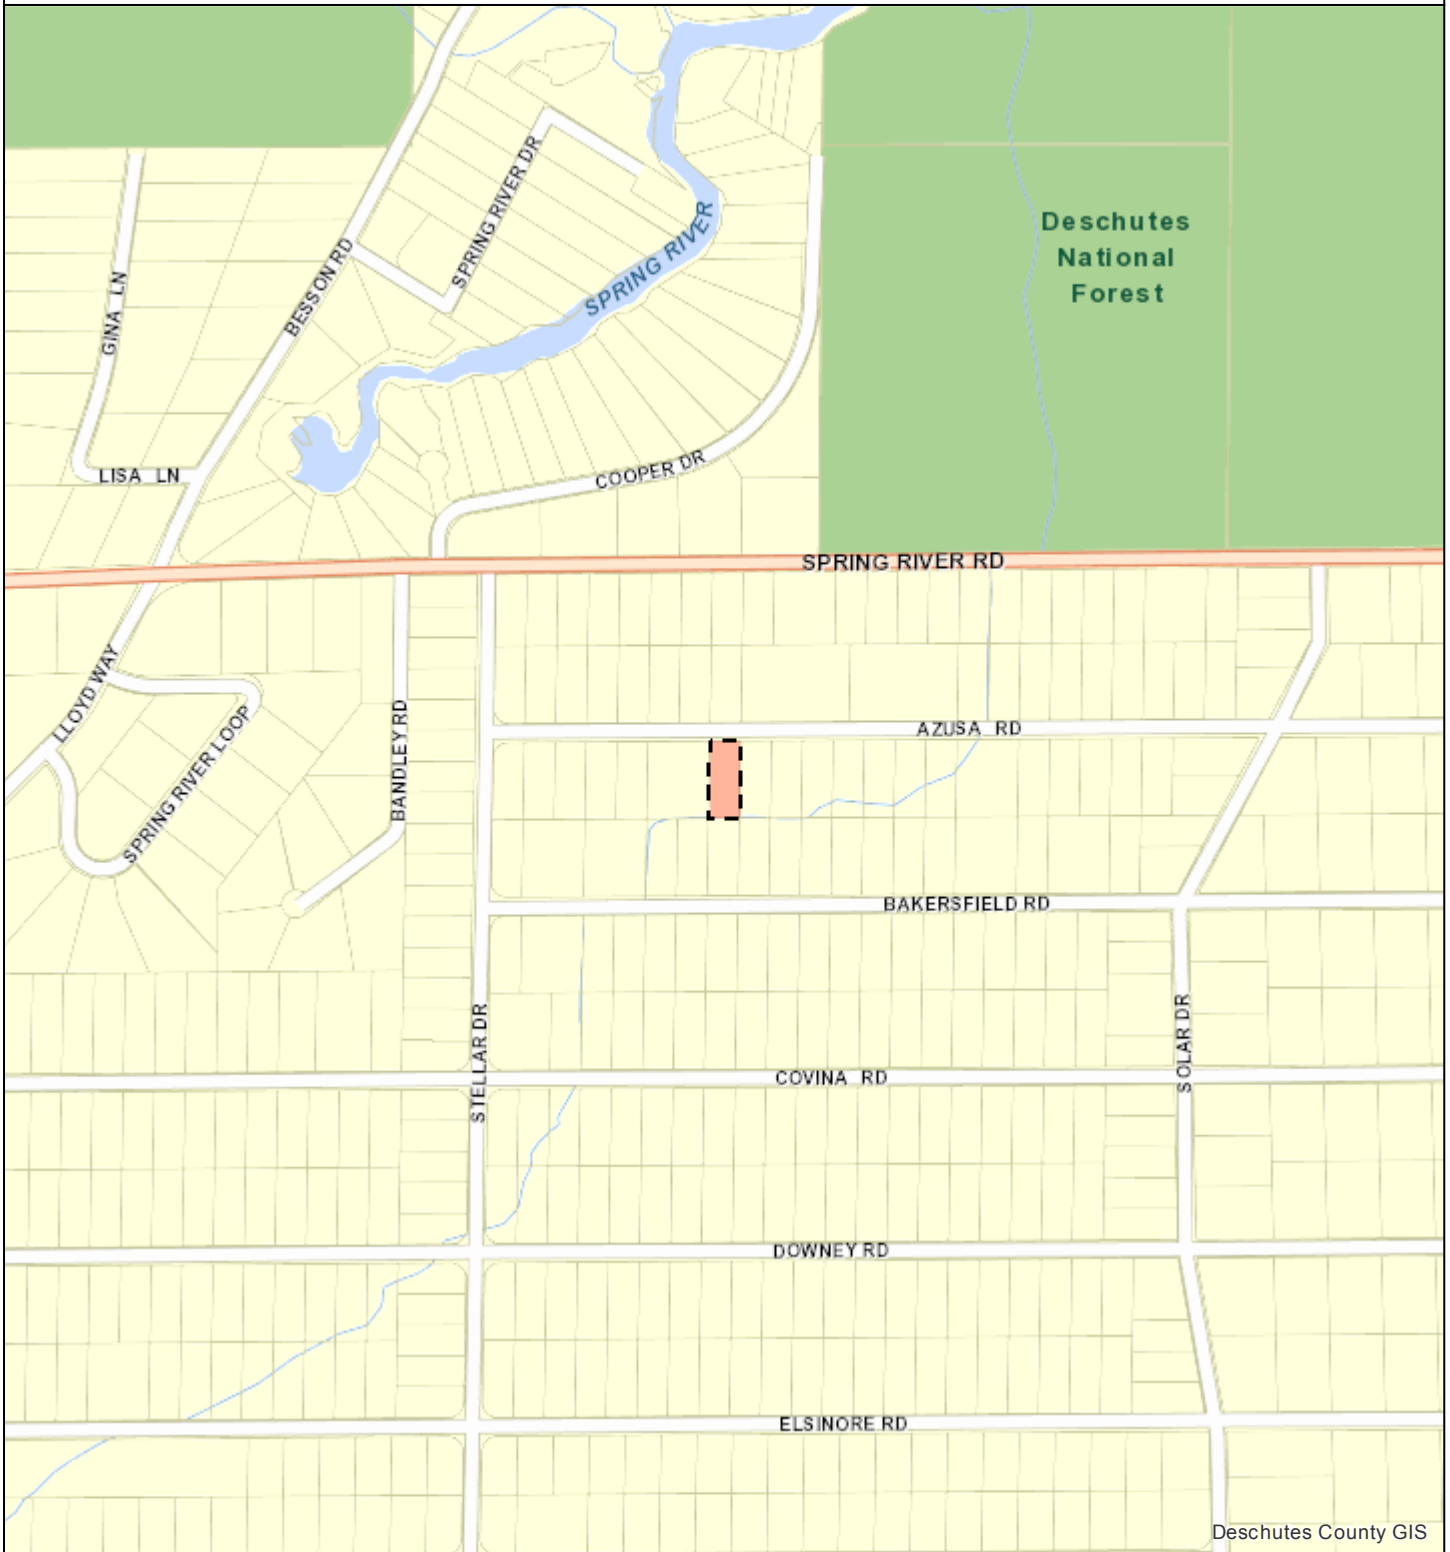 SPRING RIVER DR
Deschutes
National
Forest
SPRING RIVER
BESSON RD
GINA LN
LISA LN
COOPER DR
SPRING RIVER RD
LLOYD WAY
SPRING RIVER LOOP
BANDLEY RD
AZUSA RD
BAKERSFIELD RD
STELLAR DR
SOLAR DR
COVINA RD
DOWNEY RD
ELSINORE RD
Deschutes County GIS